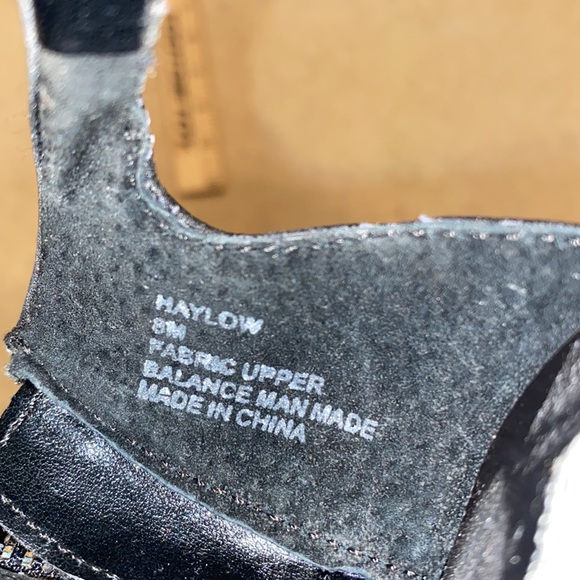 HAYLOW
8M
FABRIC UPPER
BALANCE MAN MADE
MADE IN CHINA